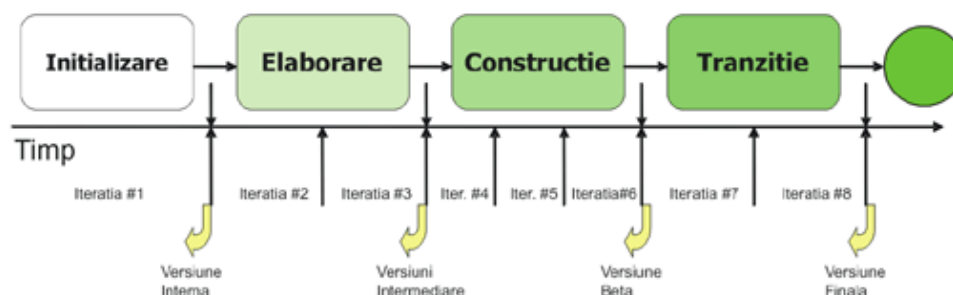 Initializare
Elaborare
Constructie
Tranzitie
Timp
Iteratia #1
Iteratia #2
Iteratia #3
Iter. #4
Iter. #5
Iteratia#6
Iteratia #7
Iteratia #8
Versiune
Interna
Versiuni
Intermediare
Versiune
Beta
Versiune
Finala